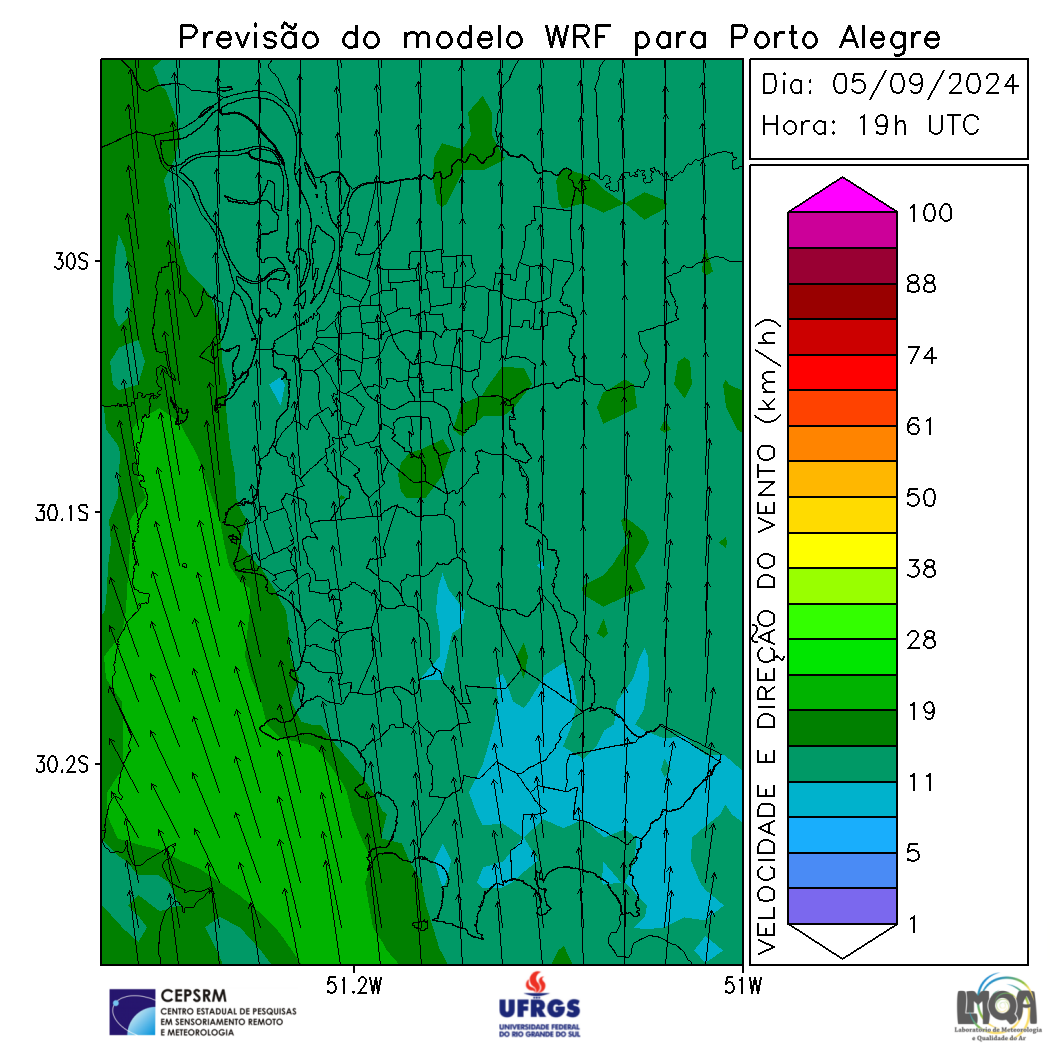 Previsão do modelo WRF para Porto Alegre
Dia: 05/09/2024
Hora: 19h UTC
30S
30.1S
30.2S
51.2W
51W
VELOCIDADE E DIREÇÃO DO VENTO (km/h)
100
88
74
61
50
38
28
19
11
5
1
CEPSRM
CENTRO ESTADUAL DE PESQUISAS
EM SENSORIAMENTO REMOTO
E METEOROLOGIA
UFRGS
UNIVERSIDADE FEDERAL
DO RIO GRANDE DO SUL
LMQA
Laboratório de Meteorologia
e Qualidade do Ar